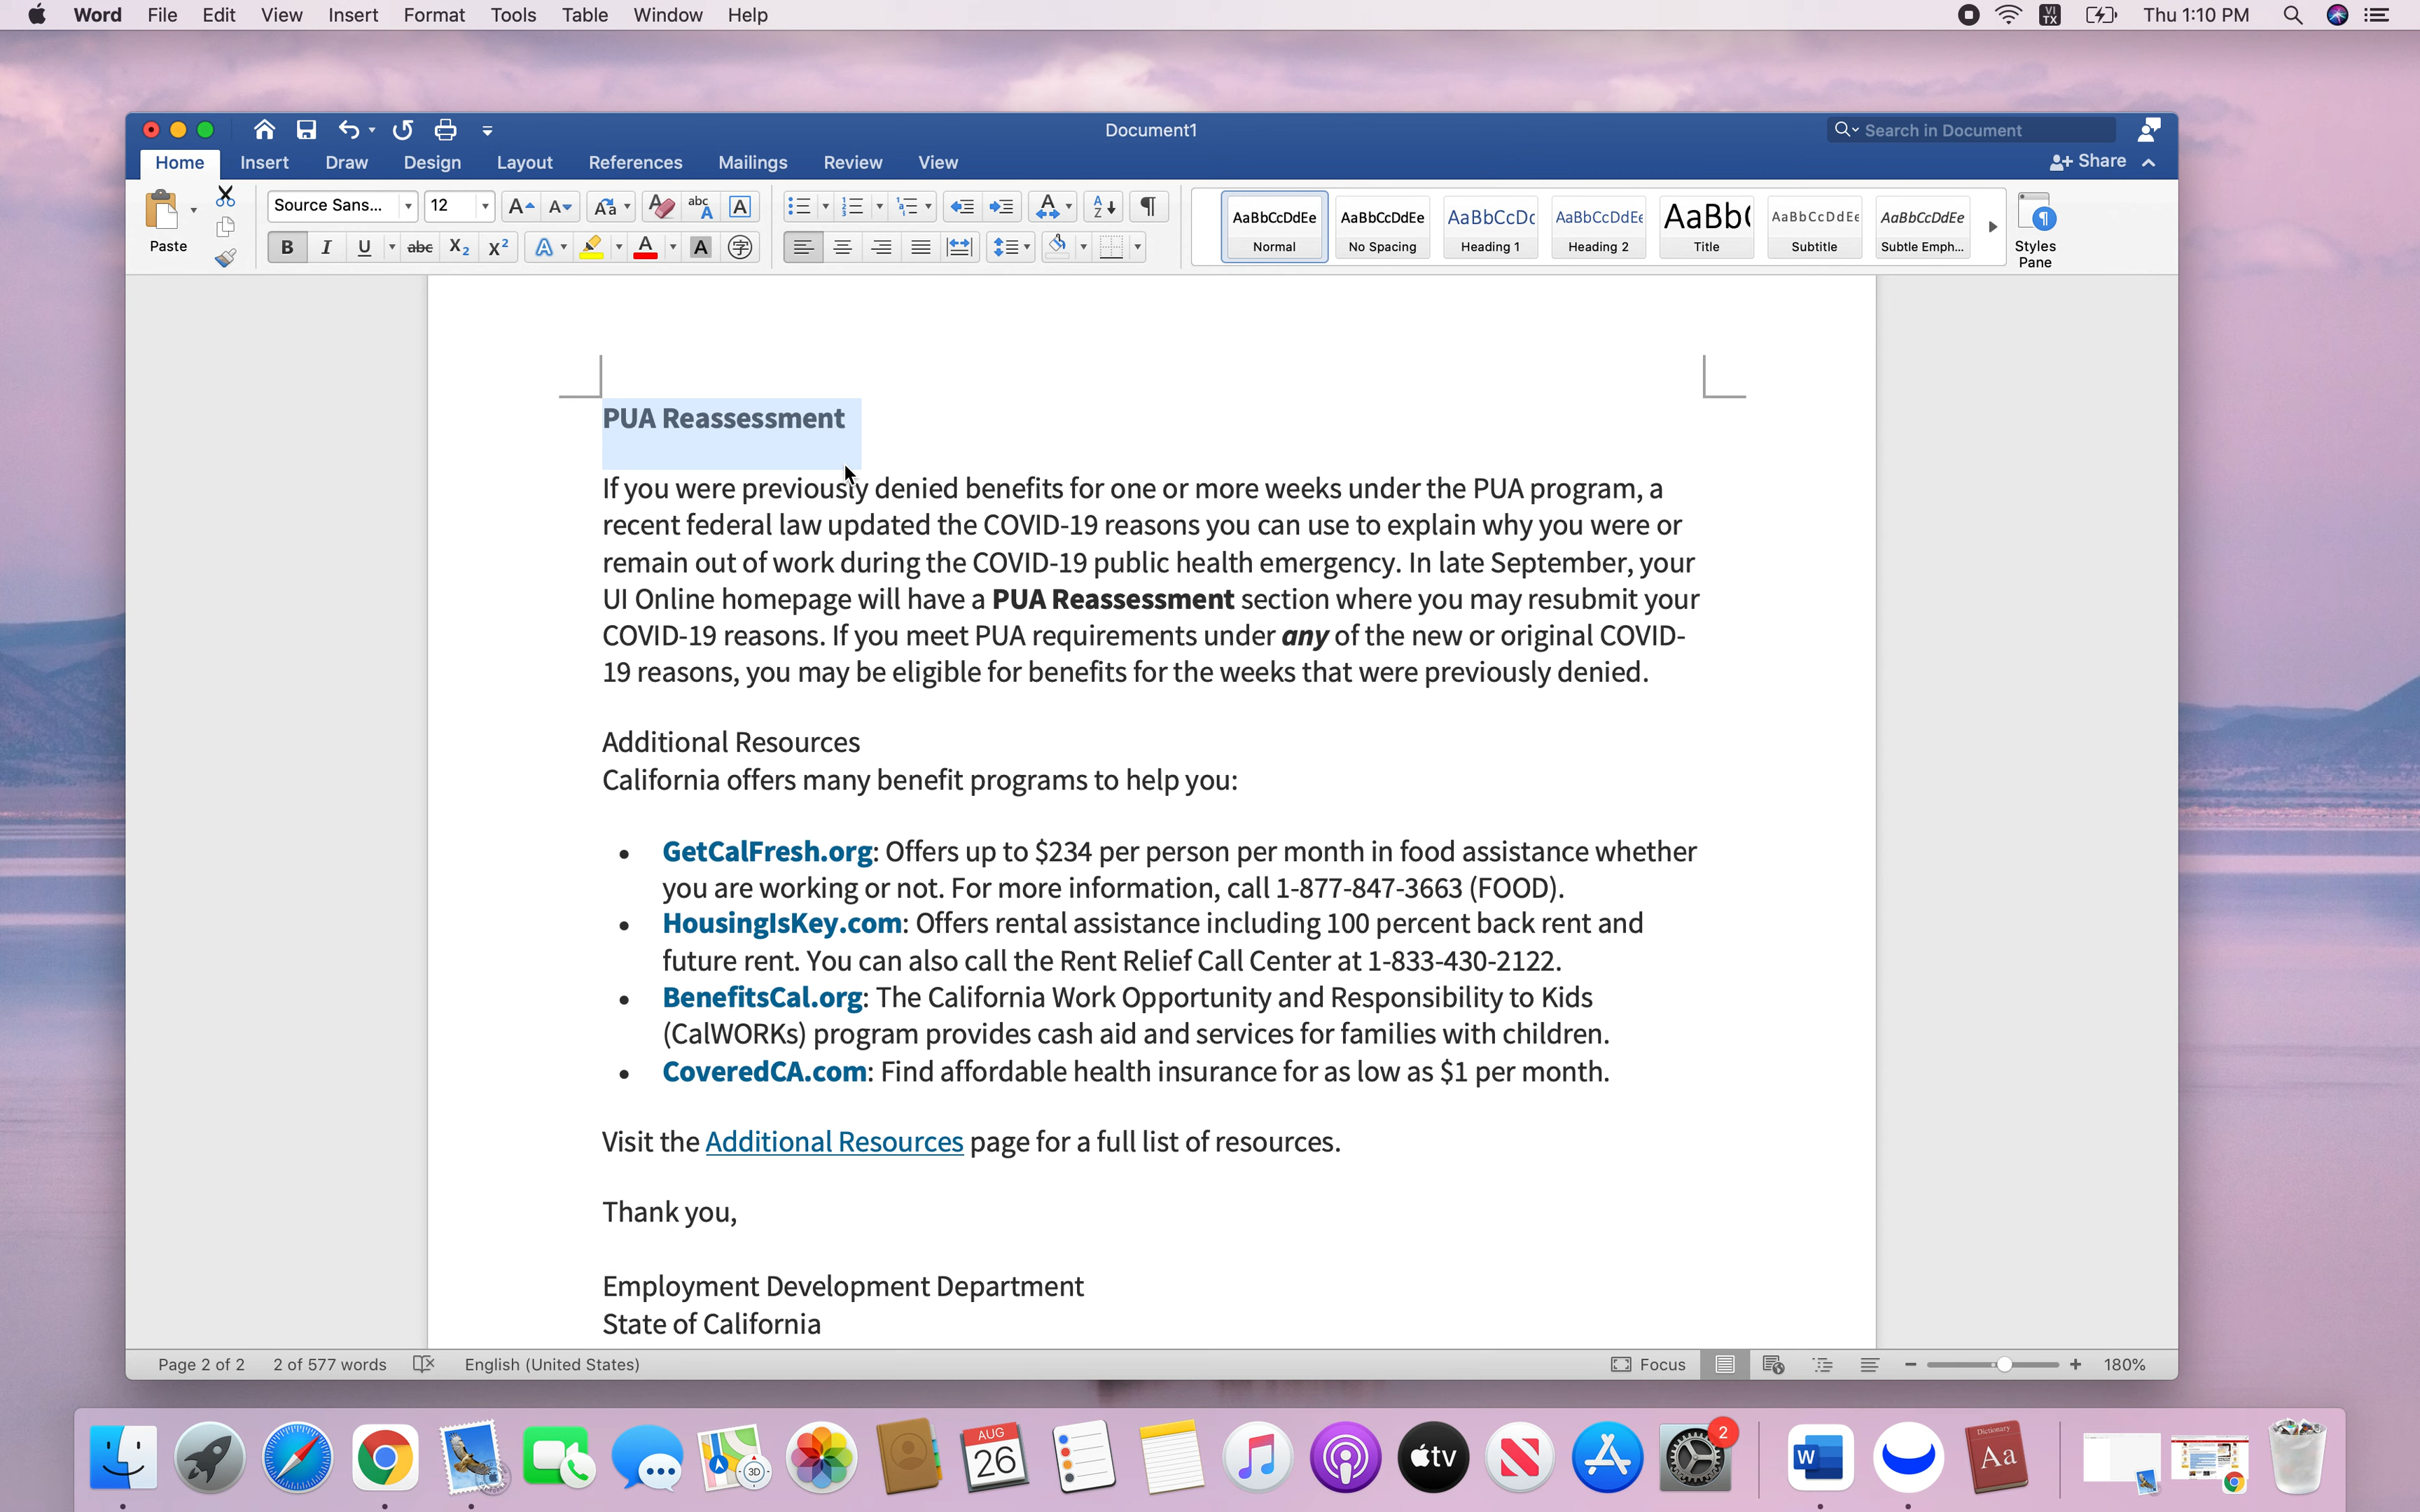 Word File Edit View Insert Format Tools Table Window Help VI TX Thu 1:10 PM
Document1 Search in Document
Home Insert Draw Design Layout References Mailings Review View Share
Paste Source Sans... 12 AaBbCcDdEe Normal AaBbCcDdEe No Spacing AaBbCcDc Heading 1 AaBbCcDdEe Heading 2 AaBb( Title AaBbCcDdEe Subtitle AaBbCcDdEe Subtle Emph... Styles Pane
PUA Reassessment
If you were previously denied benefits for one or more weeks under the PUA program, a
recent federal law updated the COVID-19 reasons you can use to explain why you were or
remain out of work during the COVID-19 public health emergency. In late September, your
UI Online homepage will have a PUA Reassessment section where you may resubmit your
COVID-19 reasons. If you meet PUA requirements under any of the new or original COVID-
19 reasons, you may be eligible for benefits for the weeks that were previously denied.
Additional Resources
California offers many benefit programs to help you:
• GetCalFresh.org: Offers up to $234 per person per month in food assistance whether
you are working or not. For more information, call 1-877-847-3663 (FOOD).
• HousingIsKey.com: Offers rental assistance including 100 percent back rent and
future rent. You can also call the Rent Relief Call Center at 1-833-430-2122.
• BenefitsCal.org: The California Work Opportunity and Responsibility to Kids
(CalWORKs) program provides cash aid and services for families with children.
• CoveredCA.com: Find affordable health insurance for as low as $1 per month.
Visit the Additional Resources page for a full list of resources.
Thank you,
Employment Development Department
State of California
Page 2 of 2 2 of 577 words English (United States) Focus 180%
AUG 26 3D tv 2 W Dictionary Aa